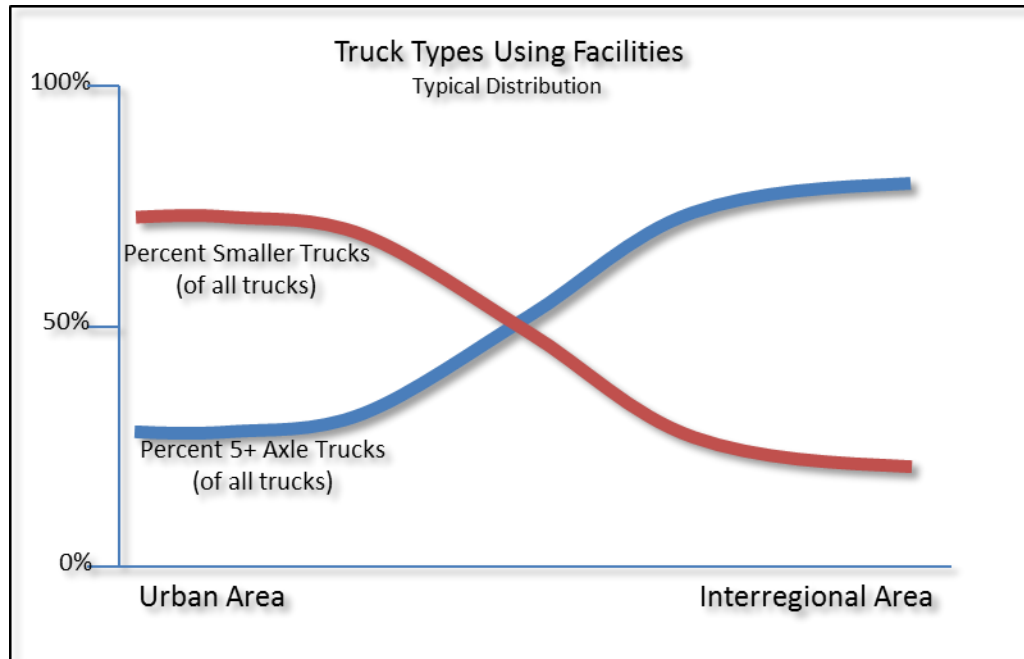 Truck Types Using Facilities
Typical Distribution
100%
Percent Smaller Trucks
(of all trucks)
50%
Percent 5+ Axle Trucks
(of all trucks)
0%
Urban Area
Interregional Area